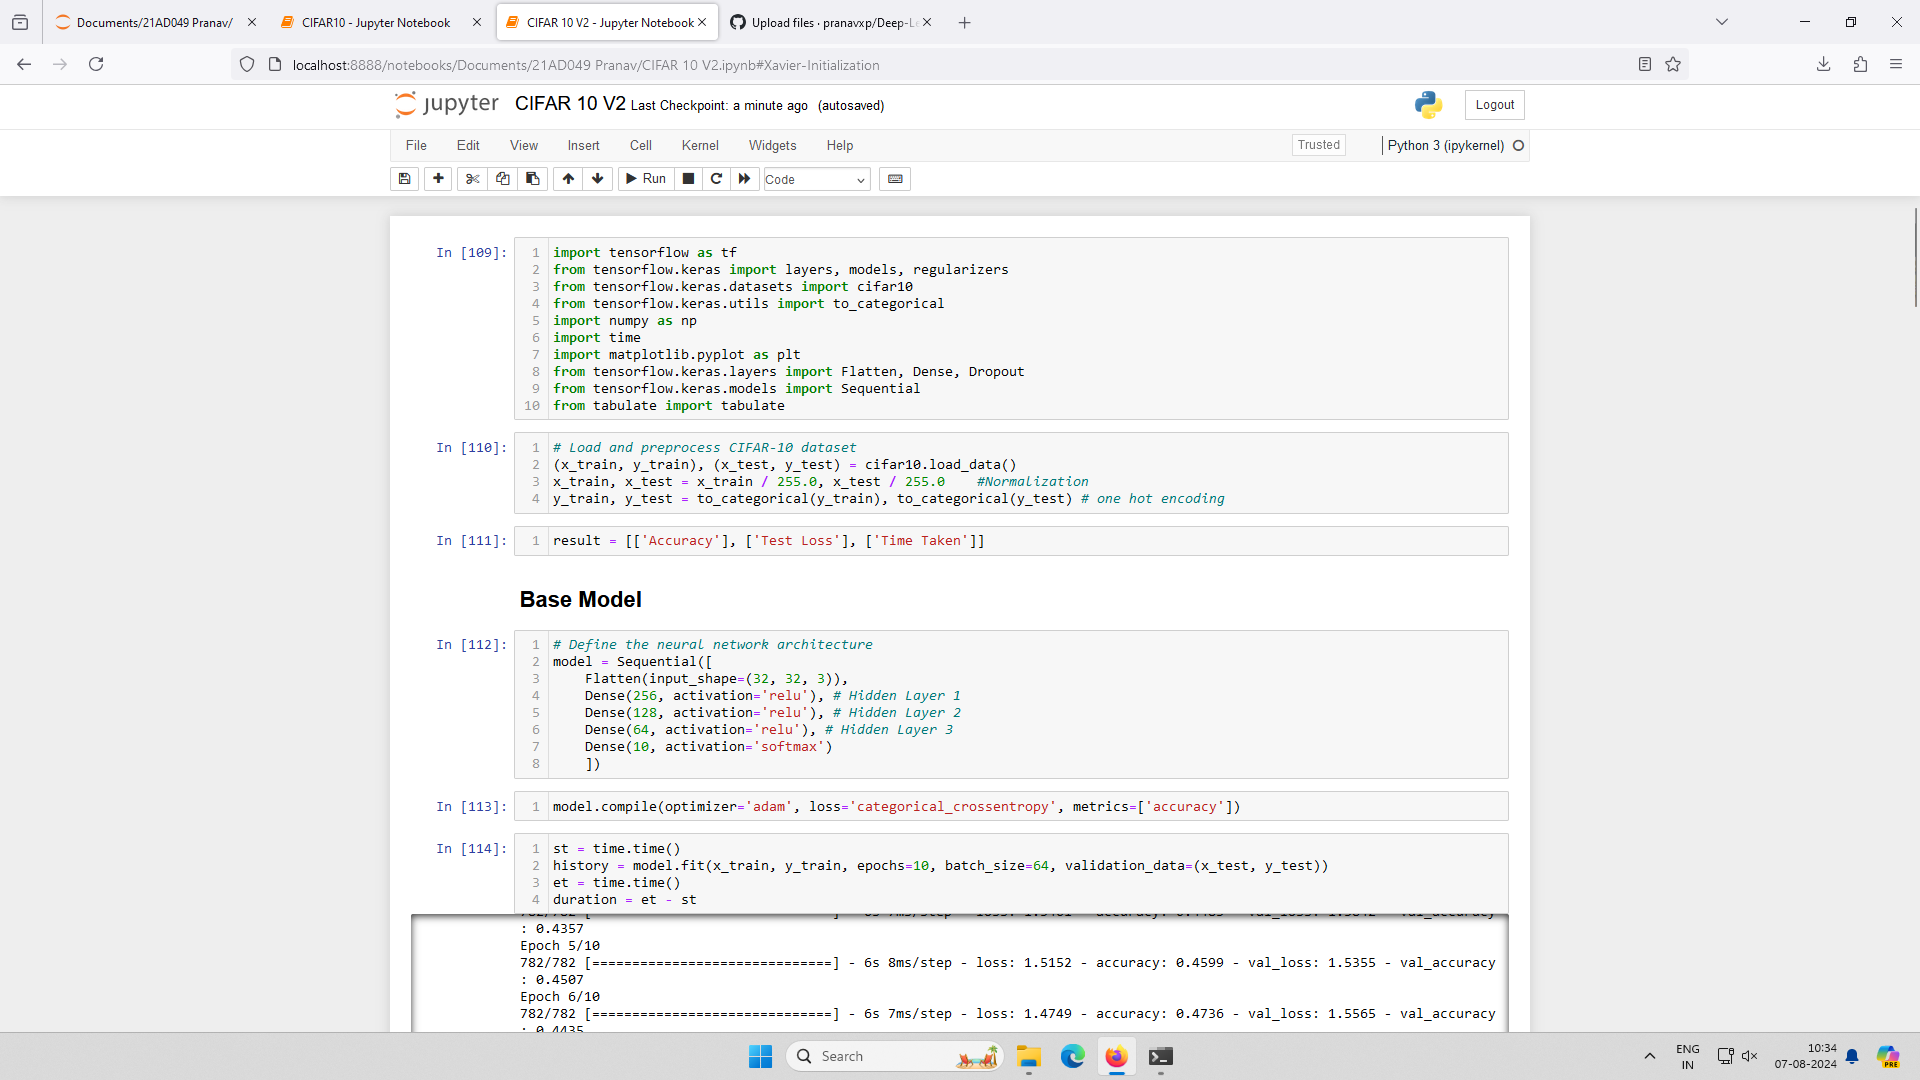 Documents/21AD049 Pranav/
CIFAR10 - Jupyter Notebook
CIFAR 10 V2 - Jupyter Notebook
Upload files · pranavxp/Deep-Le
localhost:8888/notebooks/Documents/21AD049 Pranav/CIFAR 10 V2.ipynb#Xavier-Initialization
jupyter CIFAR 10 V2 Last Checkpoint: a minute ago (autosaved)
Logout
File Edit View Insert Cell Kernel Widgets Help
Trusted
Python 3 (ipykernel)
Run
Code
In [109]:
1 import tensorflow as tf
2 from tensorflow.keras import layers, models, regularizers
3 from tensorflow.keras.datasets import cifar10
4 from tensorflow.keras.utils import to_categorical
5 import numpy as np
6 import time
7 import matplotlib.pyplot as plt
8 from tensorflow.keras.layers import Flatten, Dense, Dropout
9 from tensorflow.keras.models import Sequential
10 from tabulate import tabulate
In [110]:
1 # Load and preprocess CIFAR-10 dataset
2 (x_train, y_train), (x_test, y_test) = cifar10.load_data()
3 x_train, x_test = x_train / 255.0, x_test / 255.0    #Normalization
4 y_train, y_test = to_categorical(y_train), to_categorical(y_test) # one hot encoding
In [111]:
1 result = [['Accuracy'], ['Test Loss'], ['Time Taken']]
Base Model
In [112]:
1 # Define the neural network architecture
2 model = Sequential([
3     Flatten(input_shape=(32, 32, 3)),
4     Dense(256, activation='relu'), # Hidden Layer 1
5     Dense(128, activation='relu'), # Hidden Layer 2
6     Dense(64, activation='relu'), # Hidden Layer 3
7     Dense(10, activation='softmax')
8     ])
In [113]:
1 model.compile(optimizer='adam', loss='categorical_crossentropy', metrics=['accuracy'])
In [114]:
1 st = time.time()
2 history = model.fit(x_train, y_train, epochs=10, batch_size=64, validation_data=(x_test, y_test))
3 et = time.time()
4 duration = et - st
: 0.4357
Epoch 5/10
782/782 [==============================] - 6s 8ms/step - loss: 1.5152 - accuracy: 0.4599 - val_loss: 1.5355 - val_accuracy
: 0.4507
Epoch 6/10
782/782 [==============================] - 6s 7ms/step - loss: 1.4749 - accuracy: 0.4736 - val_loss: 1.5565 - val_accuracy
: 0.4435
Search
ENG
IN
10:34
07-08-2024
PRE